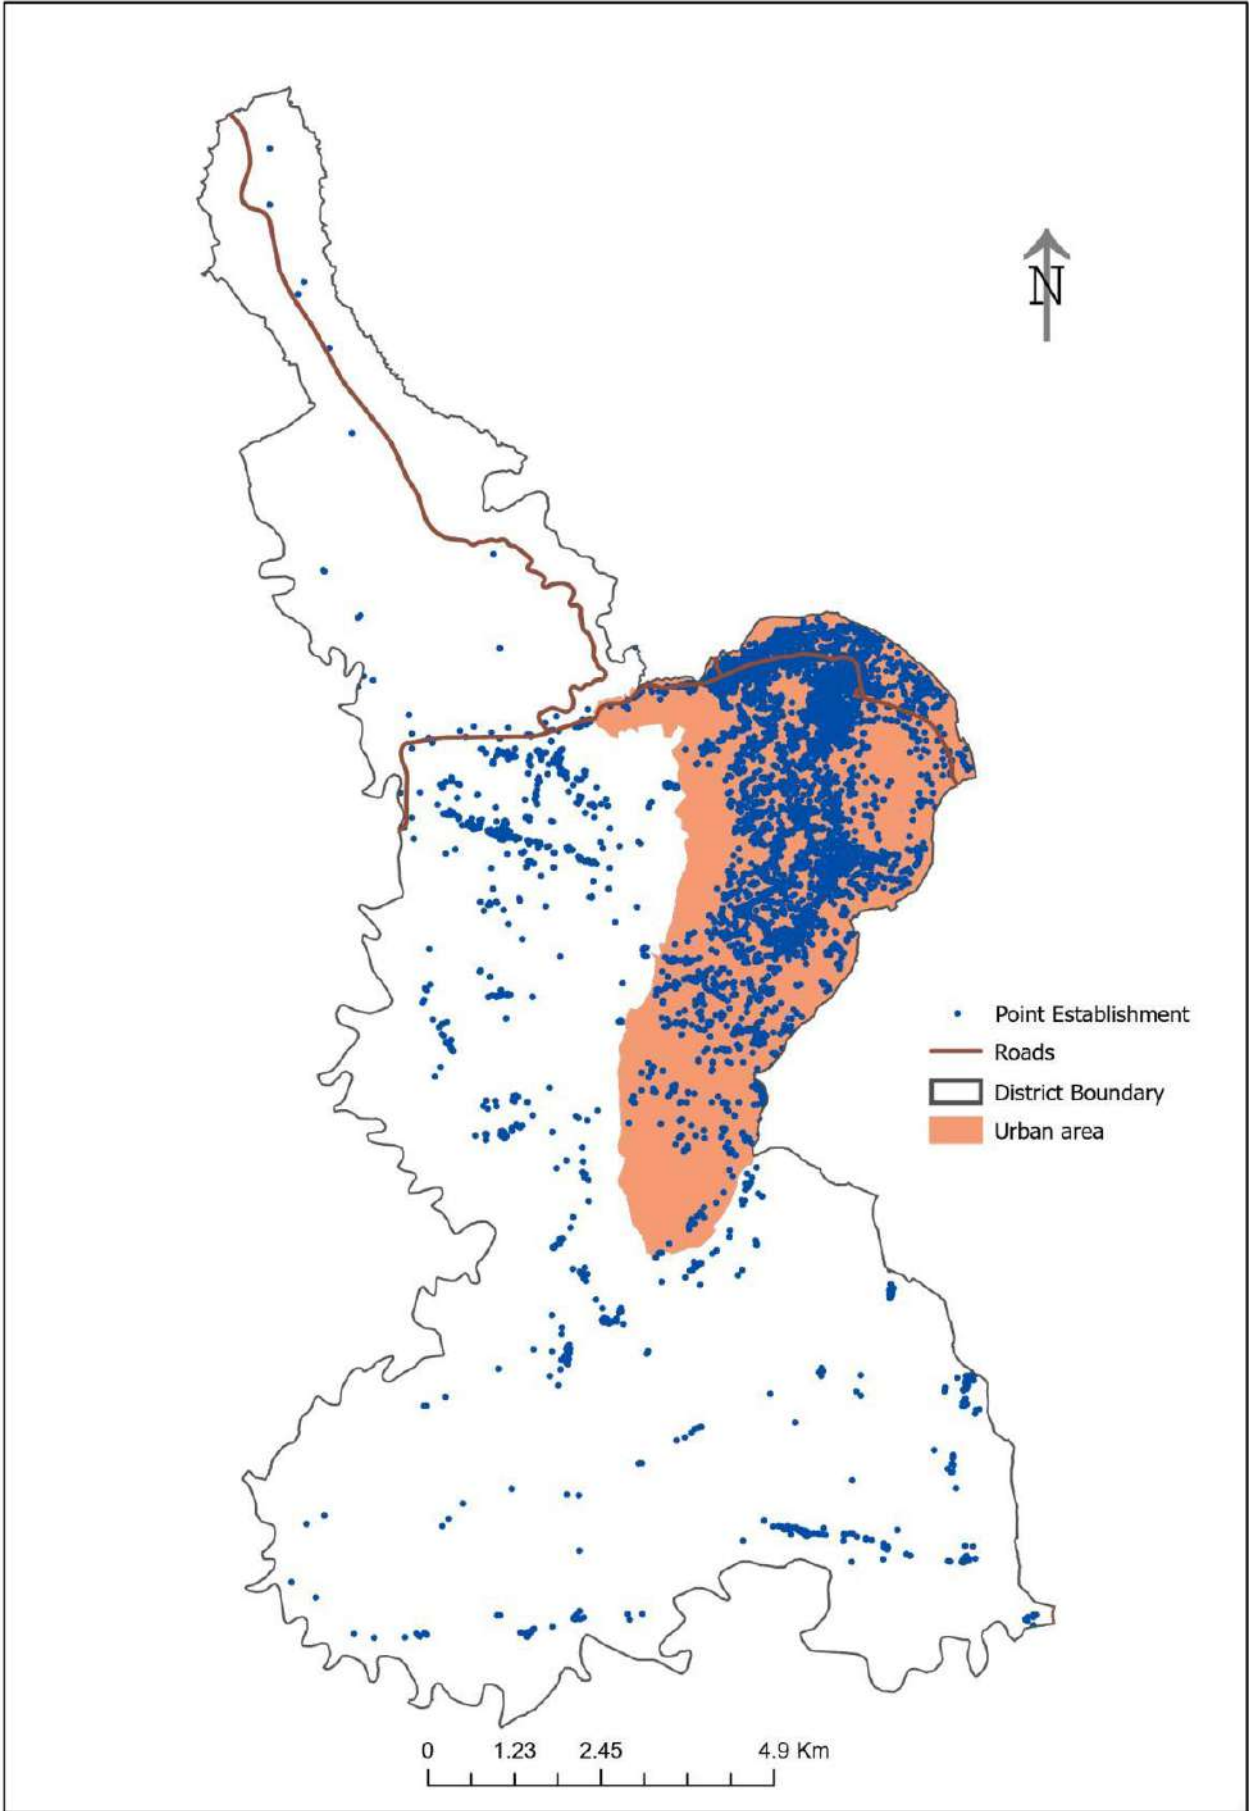 N
Point Establishment
Roads
District Boundary
Urban area
0 1.23 2.45 4.9 Km